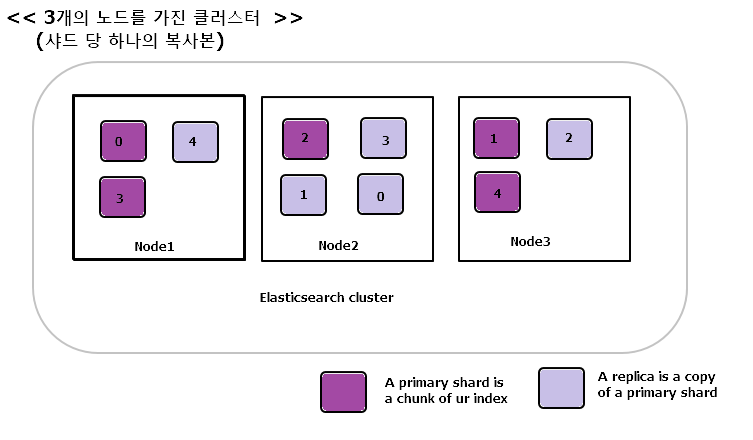 << 3개의 노드를 가진 클러스터 >>
(샤드 당 하나의 복사본)
0
4
3
Node1
2
3
1
0
Node2
1
2
4
Node3
Elasticsearch cluster
A primary shard is
a chunk of ur index
A replica is a copy
of a primary shard